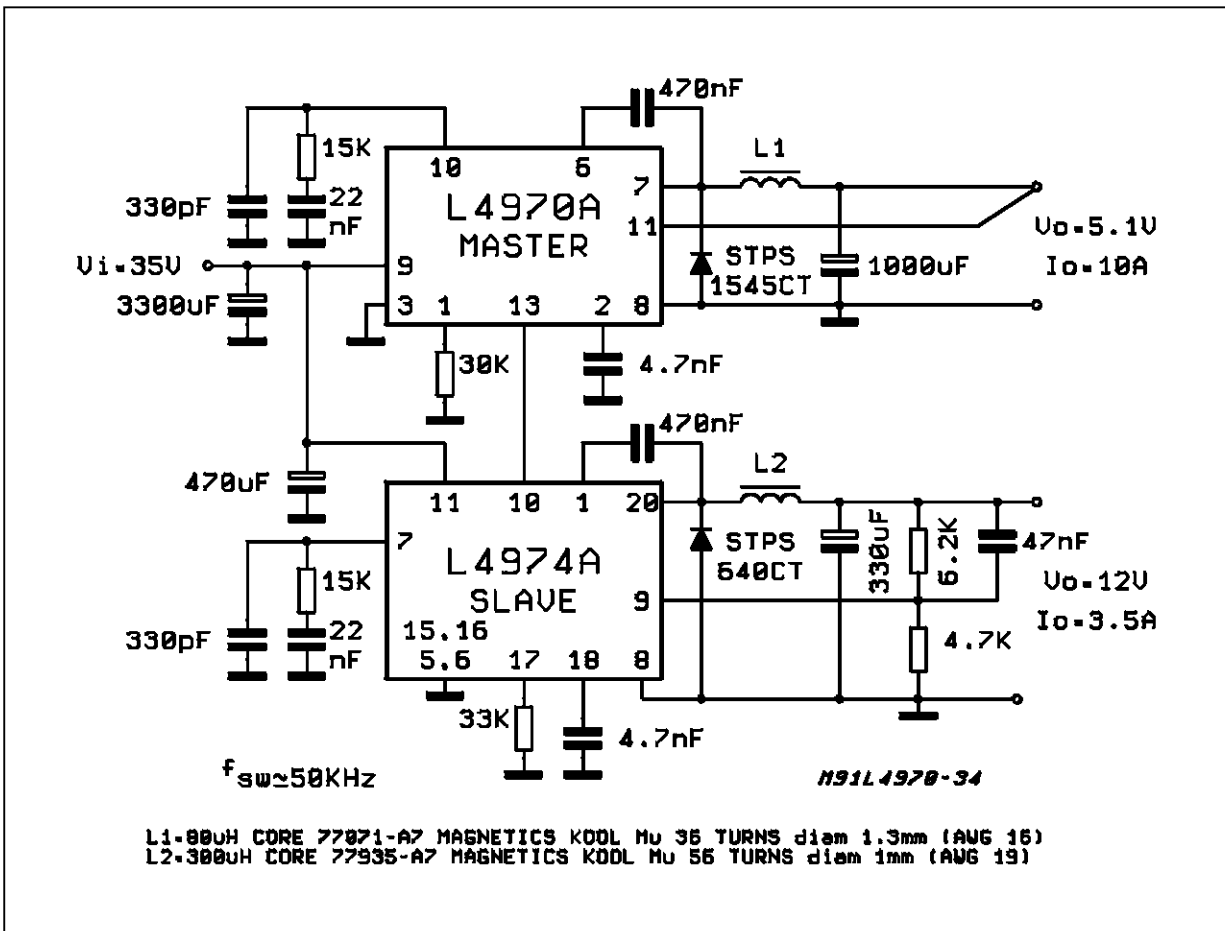 470nF
15K
10
6
L1
7
330pF
22
nF
L4970A
MASTER
11
Vo=5.1V
Vi=35V
9
STPS
1545CT
1000uF
Io=10A
3300uF
3
1
13
2
8
30K
4.7nF
470nF
L2
470uF
11
10
1
20
7
L4974A
SLAVE
STPS
640CT
330uF
6.2K
47nF
15K
9
Vo=12V
Io=3.5A
330pF
22
nF
15.16
5.6
17
18
8
4.7K
33K
4.7nF
fsw≃50KHz
M91L4970-34
L1=80uH CORE 77071-A7 MAGNETICS KOOL Mu 36 TURNS diam 1.3mm (AWG 16)
L2=300uH CORE 77935-A7 MAGNETICS KOOL Mu 56 TURNS diam 1mm (AWG 19)